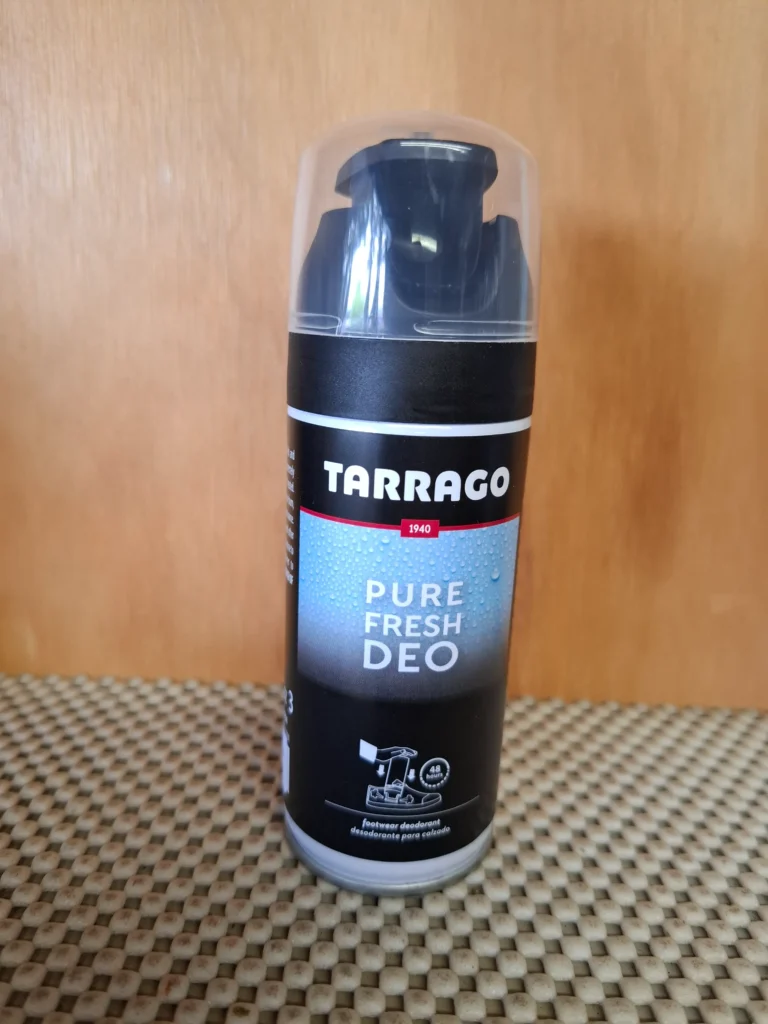 TARRAGO
1940
PURE
FRESH
DEO
48
hours
footwear deodorant
desodorante para calzado